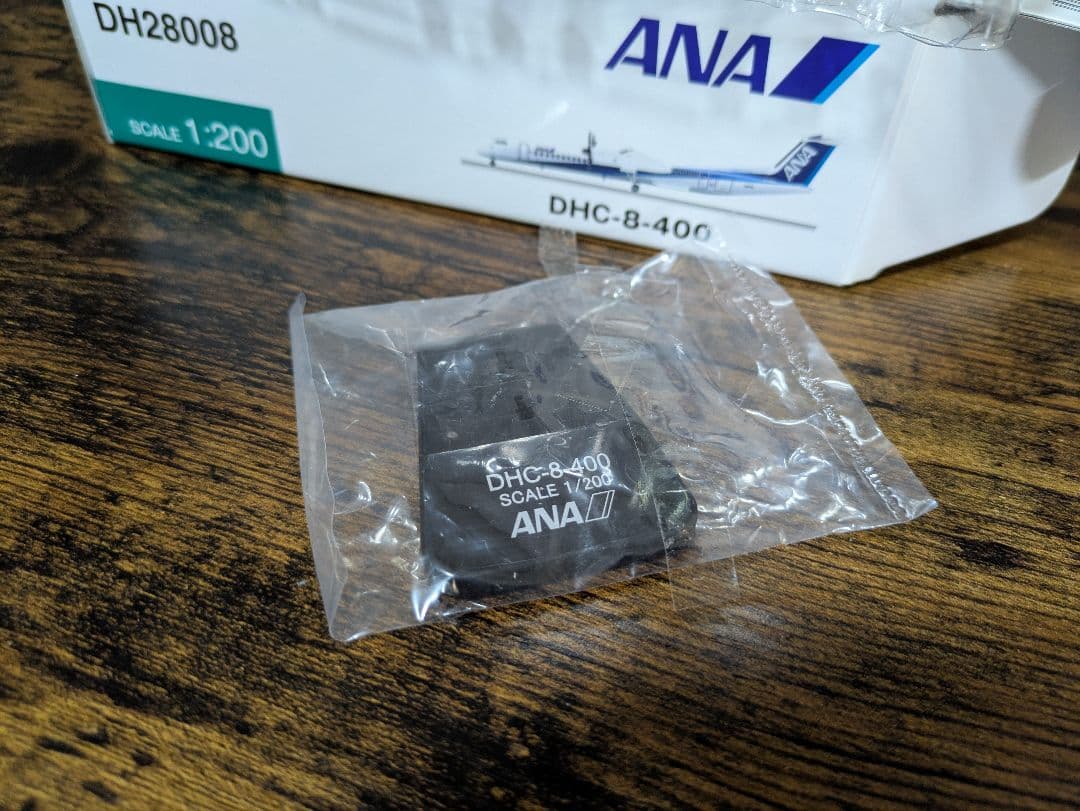 DH28008
SCALE 1:200
ANA
ANA
DHC-8-400
DHC-8-400
SCALE 1/200
ANA